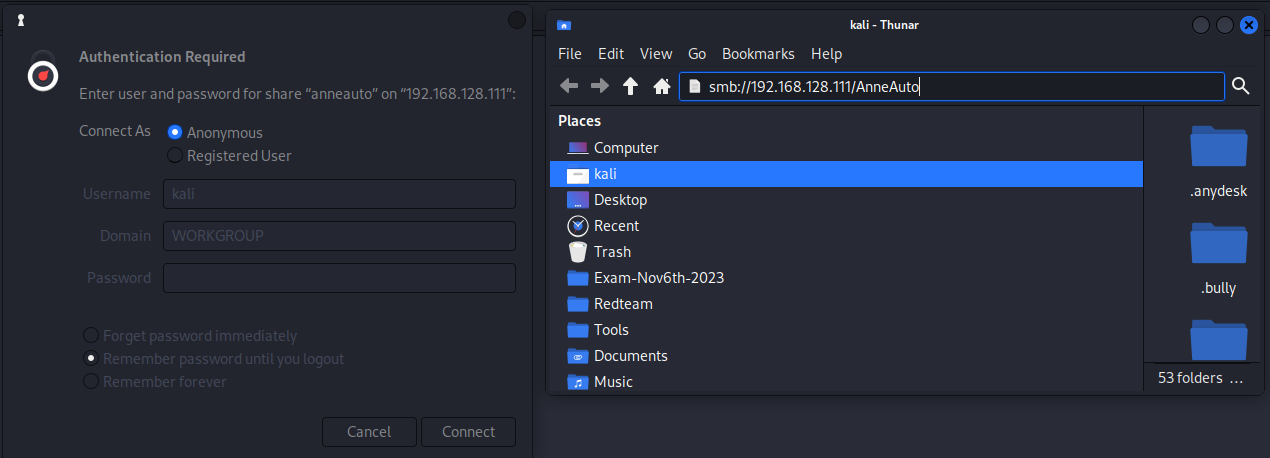 Authentication Required
Enter user and password for share “anneauto” on “192.168.128.111”:
Connect As
Anonymous
Registered User
Username
kali
Domain
WORKGROUP
Password
Forget password immediately
Remember password until you logout
Remember forever
Cancel
Connect
kali - Thunar
File Edit View Go Bookmarks Help
smb://192.168.128.111/AnneAuto
Places
Computer
kali
Desktop
Recent
Trash
Exam-Nov6th-2023
Redteam
Tools
Documents
Music
.anydesk
.bully
53 folders ...